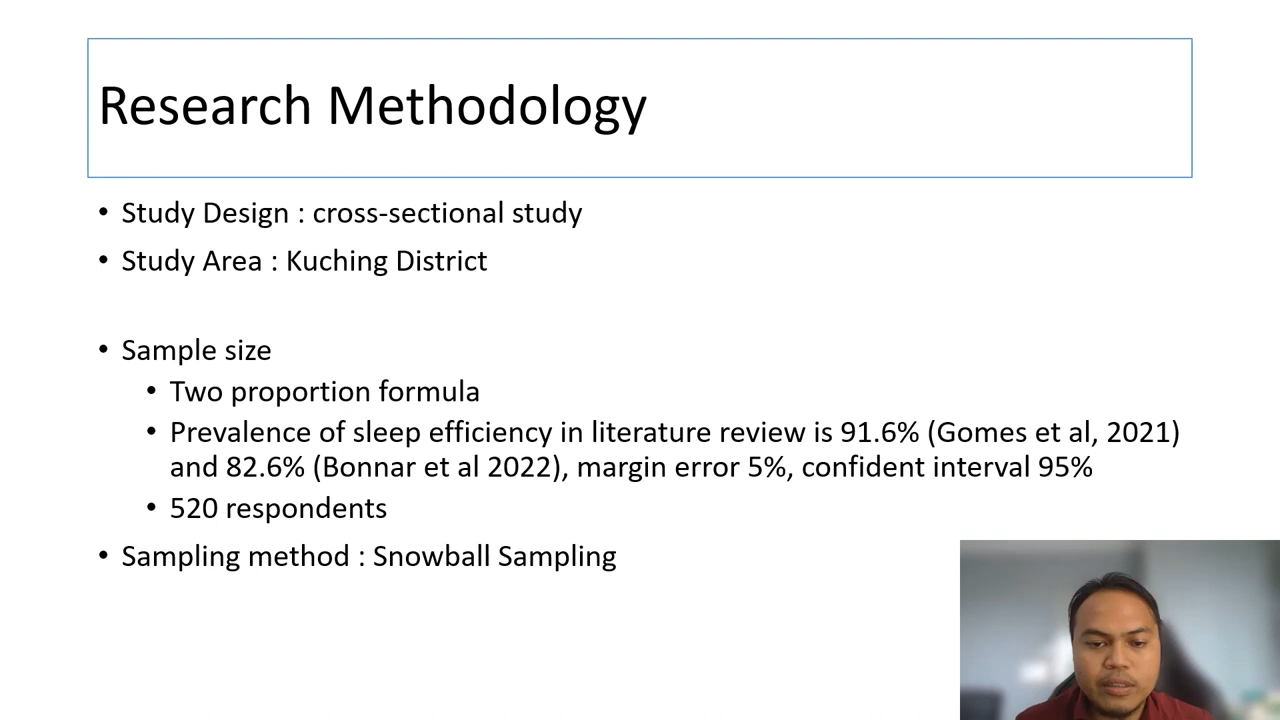 Research Methodology
• Study Design : cross-sectional study
• Study Area : Kuching District
• Sample size
• Two proportion formula
• Prevalence of sleep efficiency in literature review is 91.6% (Gomes et al, 2021)
and 82.6% (Bonnar et al 2022), margin error 5%, confident interval 95%
• 520 respondents
• Sampling method : Snowball Sampling